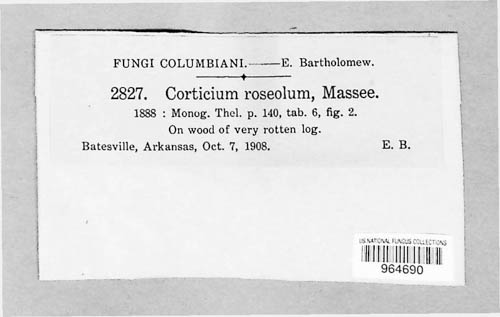 FUNGI COLUMBIANI.——E. Bartholomew.
2827. Corticium roseolum, Massee.
1888 : Monog. Thel. p. 140, tab. 6, fig. 2.
On wood of very rotten log.
Batesville, Arkansas, Oct. 7, 1908. E. B.
US NATIONAL FUNGUS COLLECTIONS
964690